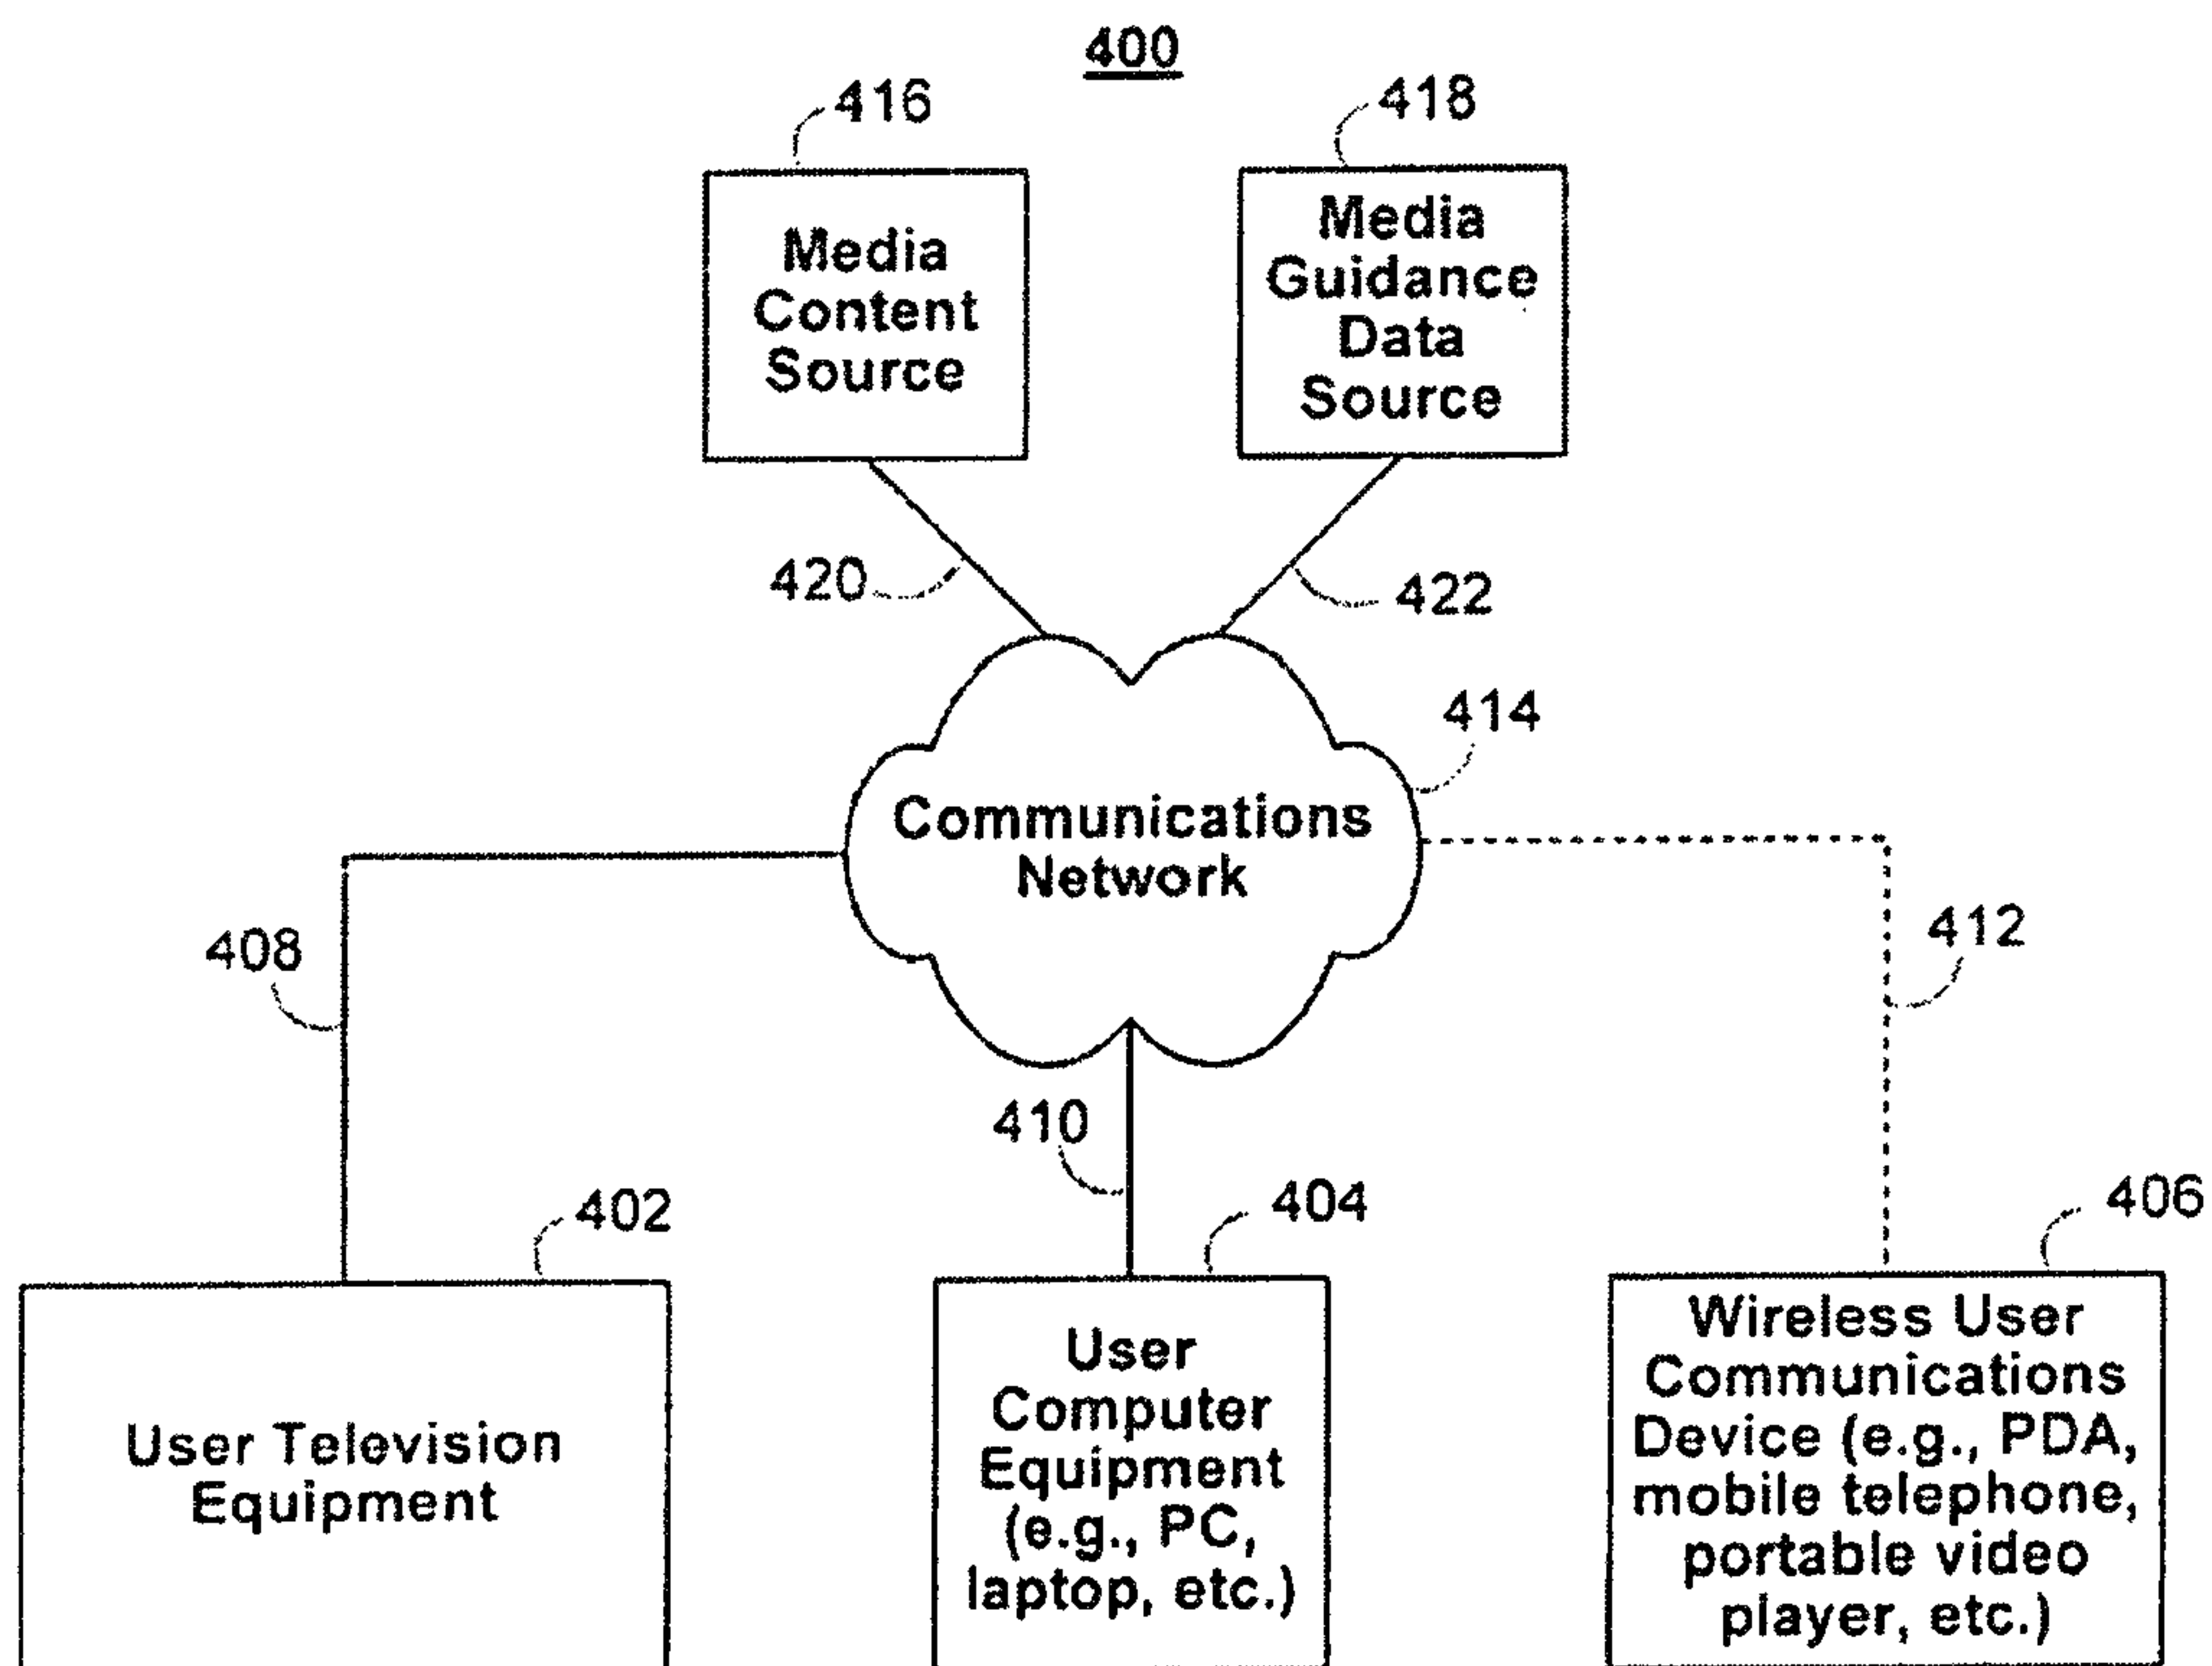 400
416
418
Media
Content
Source
Media
Guidance
Data
Source
420
422
414
Communications
Network
408
412
410
402
404
406
User Television
Equipment
User
Computer
Equipment
(e.g., PC,
laptop, etc.)
Wireless User
Communications
Device (e.g., PDA,
mobile telephone,
portable video
player, etc.)